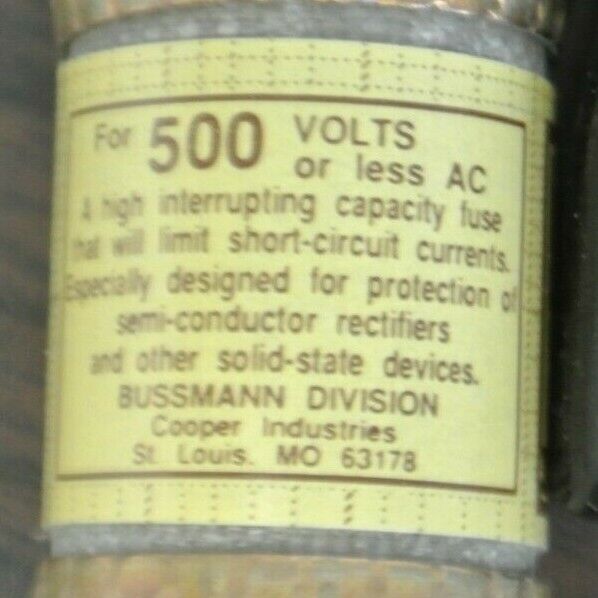 For 500 VOLTS
or less AC
A high interrupting capacity fuse
that will limit short-circuit currents.
Especially designed for protection of
semi-conductor rectifiers
and other solid-state devices.
BUSSMANN DIVISION
Cooper Industries
St. Louis. MO 63178